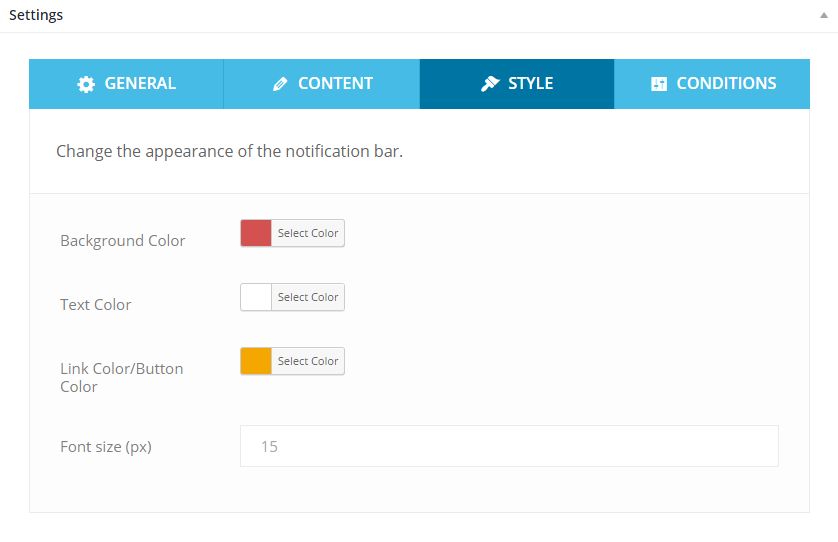 Settings
GENERAL
CONTENT
STYLE
CONDITIONS
Change the appearance of the notification bar.
Background Color
Select Color
Text Color
Select Color
Link Color/Button
Color
Select Color
Font size (px)
15